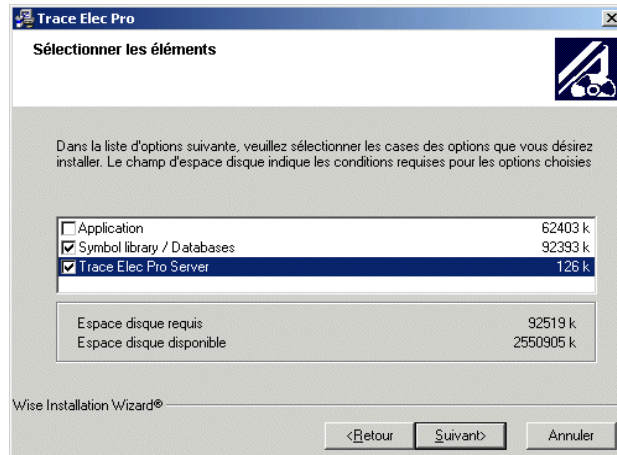 Trace Elec Pro
Sélectionner les éléments
Dans la liste d'options suivante, veuillez sélectionner les cases des options que vous désirez
installer. Le champ d'espace disque indique les conditions requises pour les options choisies
Application 62403 k
Symbol library / Databases 92393 k
Trace Elec Pro Server 126 k
Espace disque requis 92519 k
Espace disque disponible 2550905 k
Wise Installation Wizard®
<Retour Suivant> Annuler